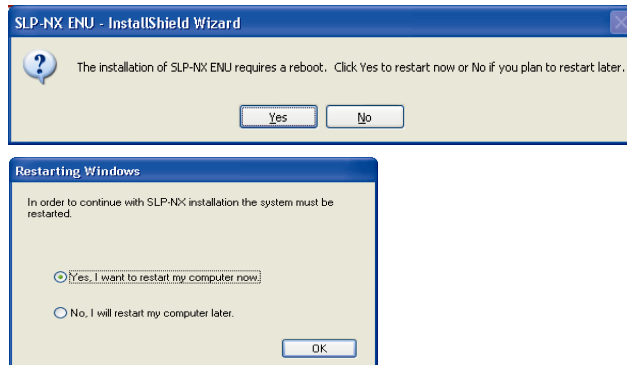 SLP-NX ENU - InstallShield Wizard
The installation of SLP-NX ENU requires a reboot. Click Yes to restart now or No if you plan to restart later.
Yes
No
Restarting Windows
In order to continue with SLP-NX installation the system must be
restarted.
Yes, I want to restart my computer now.
No, I will restart my computer later.
OK